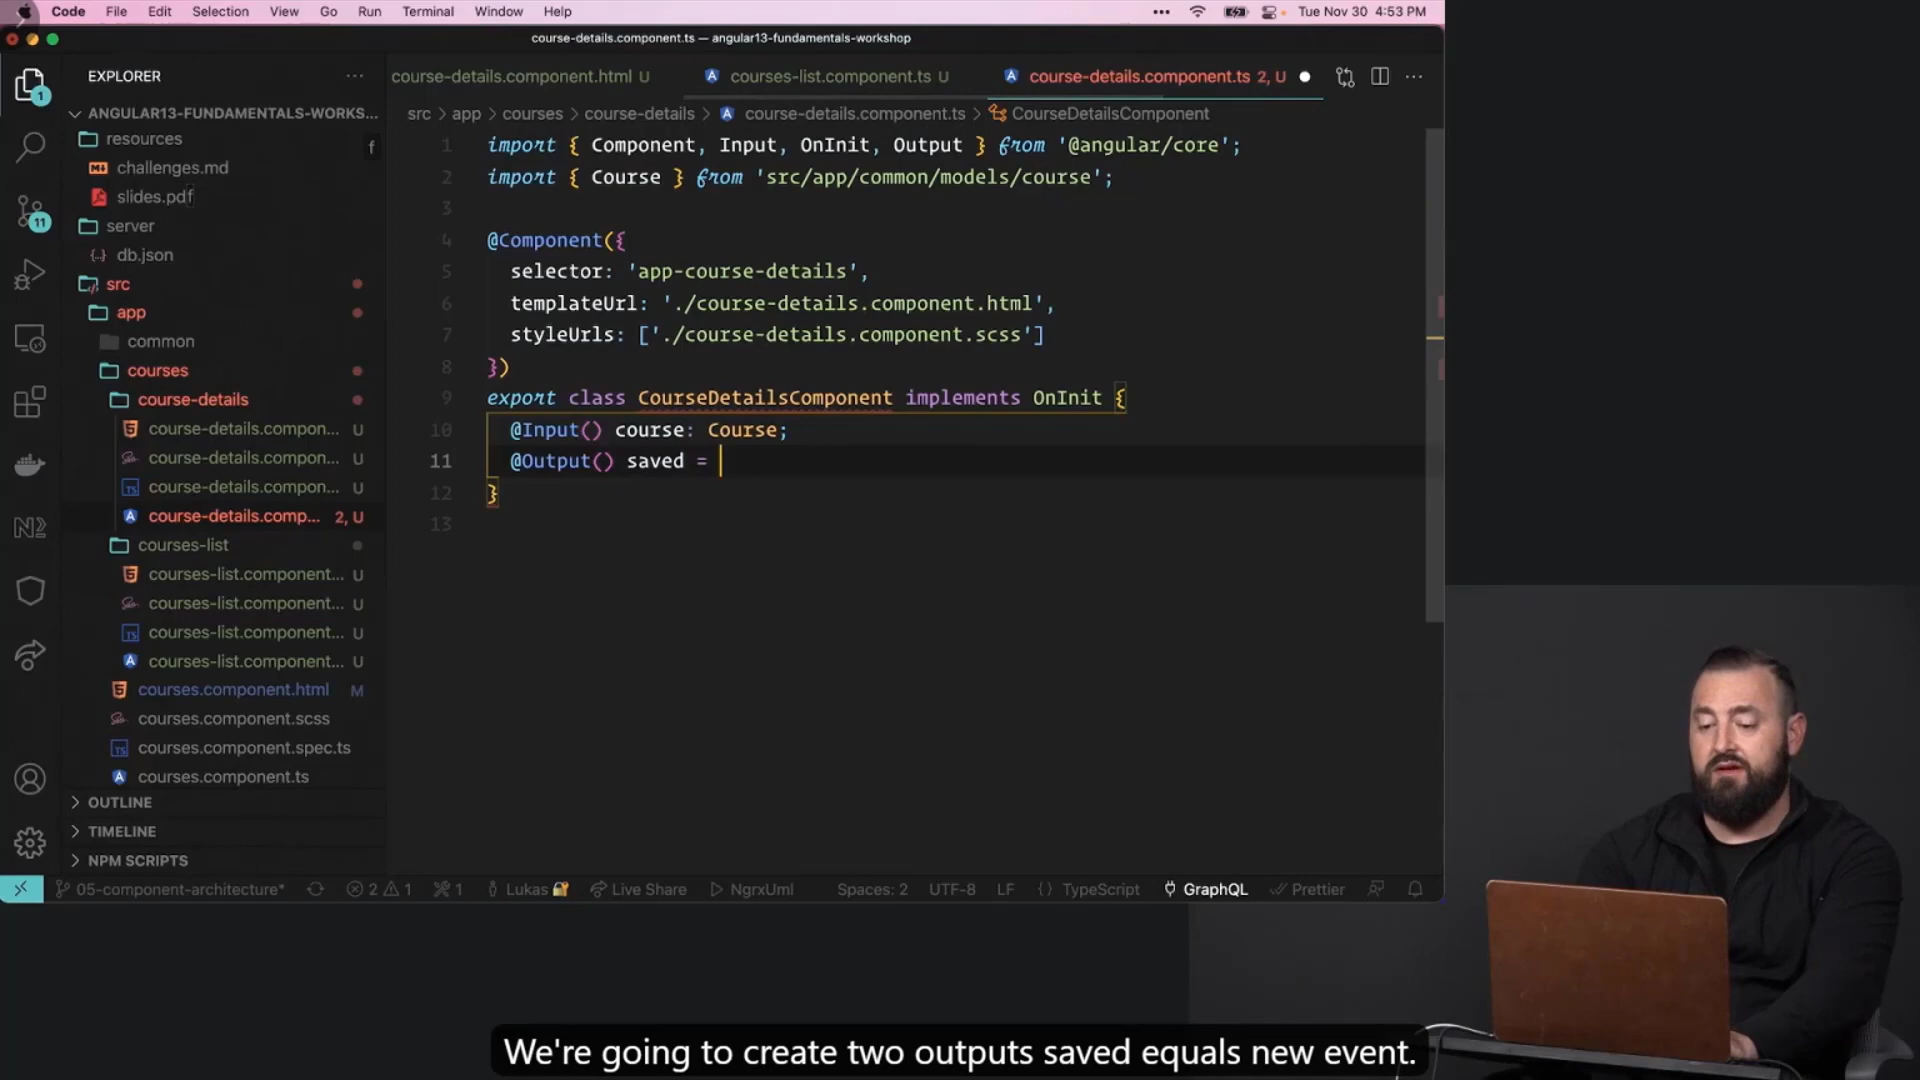 Code File Edit Selection View Go Run Terminal Window Help
Tue Nov 30 4:53 PM
course-details.component.ts — angular13-fundamentals-workshop
EXPLORER
course-details.component.html U
courses-list.component.ts U
course-details.component.ts 2, U
ANGULAR13-FUNDAMENTALS-WORKS...
src > app > courses > course-details > course-details.component.ts > CourseDetailsComponent
resources
challenges.md
slides.pdf
server
db.json
src
app
common
courses
course-details
course-details.compon... U
course-details.compon... U
course-details.compon... U
course-details.comp... 2, U
courses-list
courses-list.component... U
courses-list.component... U
courses-list.component... U
courses-list.component... U
courses.component.html M
courses.component.scss
courses.component.spec.ts
courses.component.ts
OUTLINE
TIMELINE
NPM SCRIPTS
1
11
f
1 import { Component, Input, OnInit, Output } from '@angular/core';
2 import { Course } from 'src/app/common/models/course';
3
4 @Component({
5 selector: 'app-course-details',
6 templateUrl: './course-details.component.html',
7 styleUrls: ['./course-details.component.scss']
8 })
9 export class CourseDetailsComponent implements OnInit {
10 @Input() course: Course;
11 @Output() saved =
12 }
13
05-component-architecture* 2 1 1 Lukas Live Share NgrxUml Spaces: 2 UTF-8 LF {} TypeScript GraphQL Prettier
We're going to create two outputs saved equals new event.